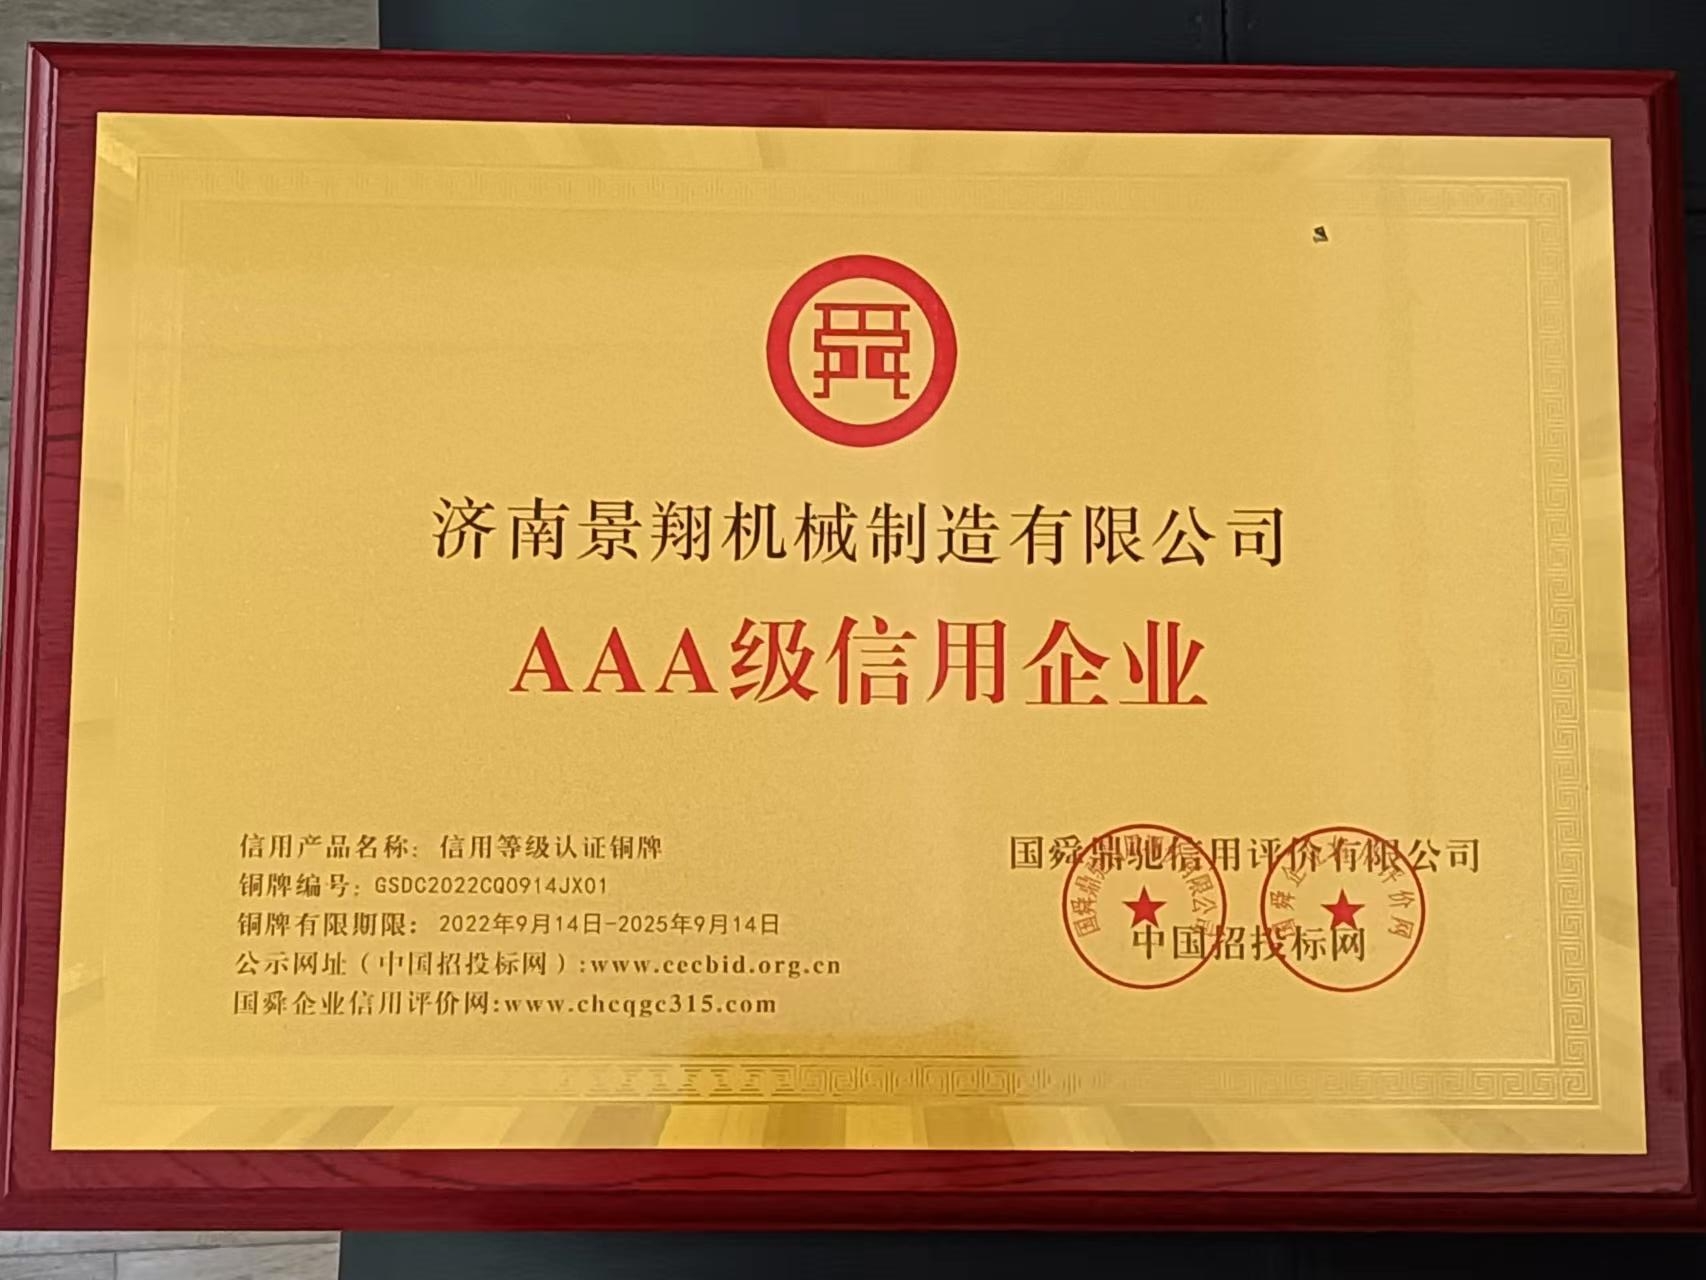 济南景翔机械制造有限公司
AAA级信用企业
信用产品名称：信用等级认证铜牌
铜牌编号：GSDC2022CQ0914JX01
铜牌有限期限：2022年9月14日-2025年9月14日
公示网址（中国招投标网）:www.cecbid.org.cn
国舜企业信用评价网:www.chcqgc315.com
国舜鼎驰信用评价有限公司
中国招投标网